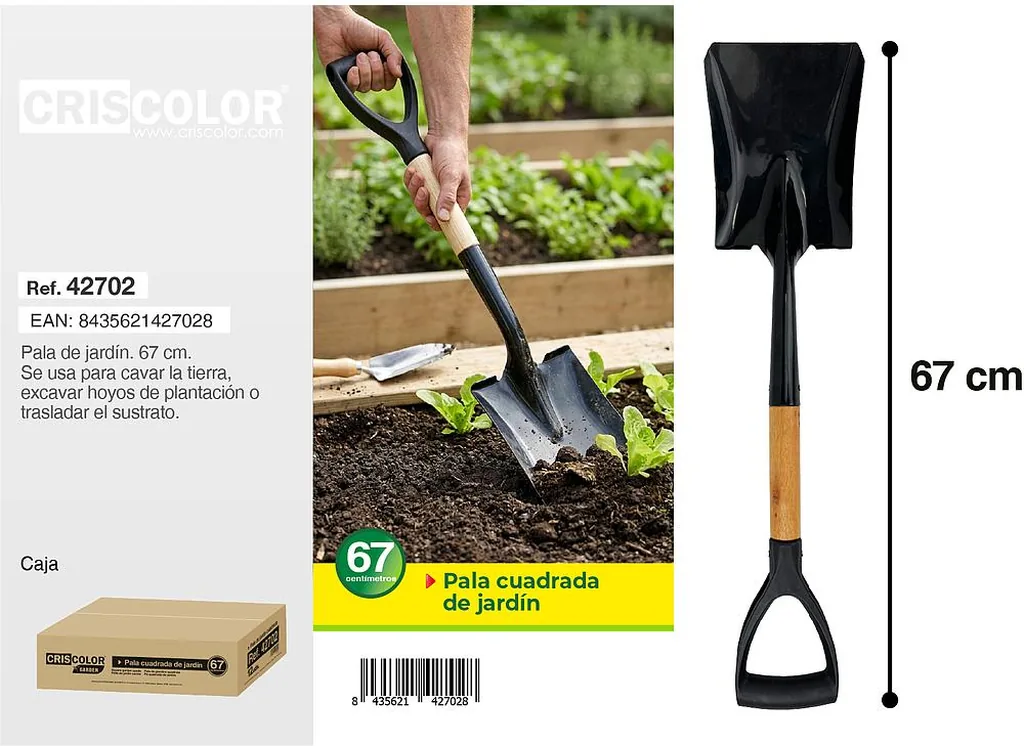 CRISCOLOR®
www.criscolor.com
Ref. 42702
EAN: 8435621427028
Pala de jardín. 67 cm.
Se usa para cavar la tierra,
excavar hoyos de plantación o
trasladar el sustrato.
Caja
CRISCOLOR
GARDEN
Pala cuadrada de jardín
67
Ref. 42702
67
centímetros
Pala cuadrada
de jardín
8 435621 427028
67 cm